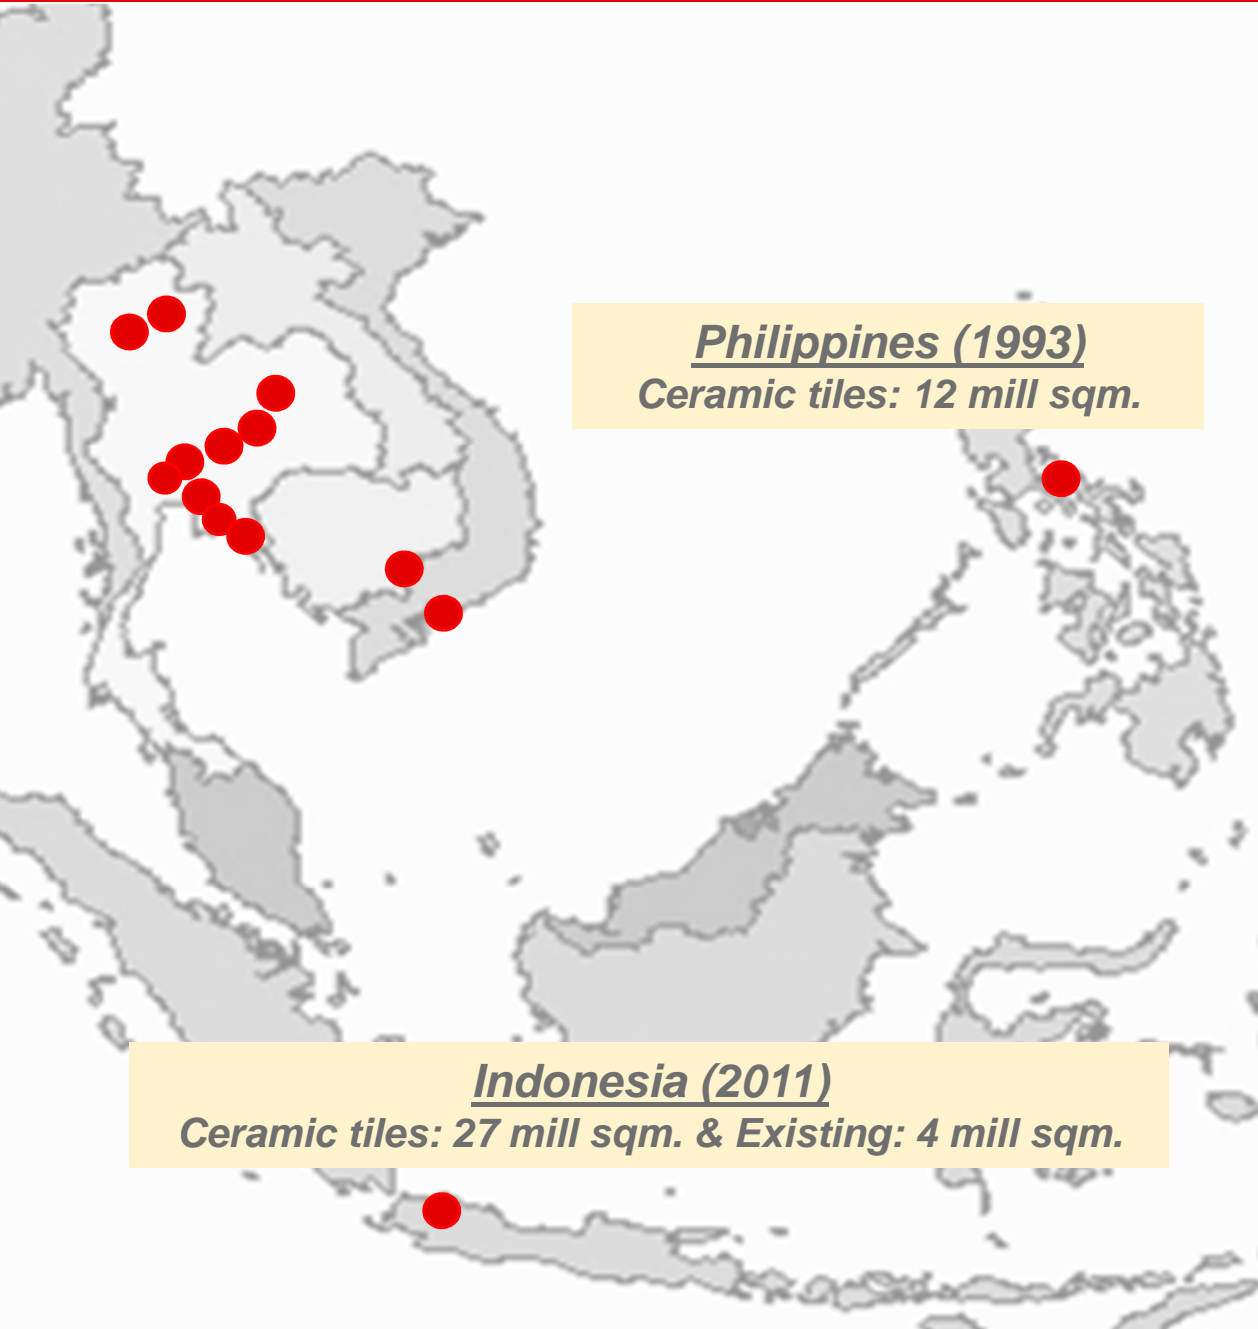 Philippines (1993)
Ceramic tiles: 12 mill sqm.
Indonesia (2011)
Ceramic tiles: 27 mill sqm. & Existing: 4 mill sqm.